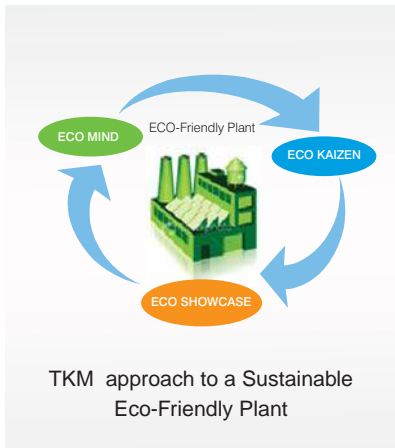 ECO MIND
ECO-Friendly Plant
ECO KAIZEN
ECO SHOWCASE
TKM approach to a Sustainable
Eco-Friendly Plant